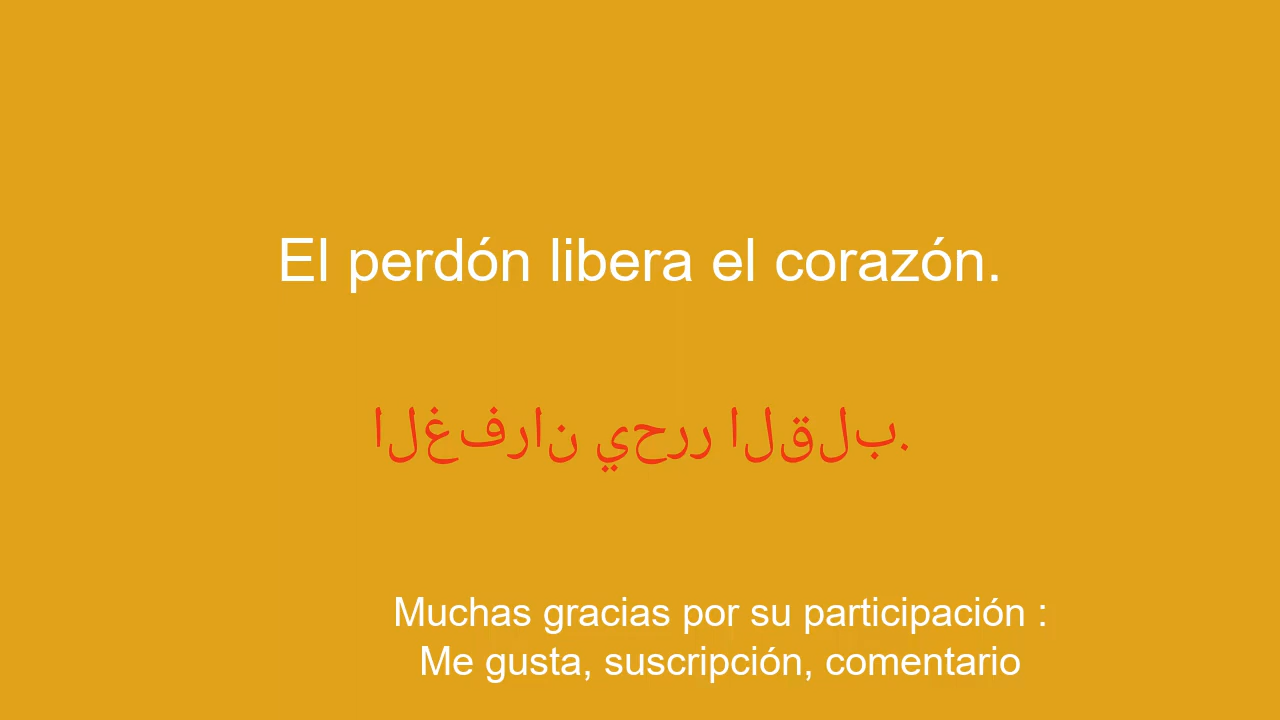 El perdón libera el corazón.
الغفران يحرر القلب.
Muchas gracias por su participación :
Me gusta, suscripción, comentario